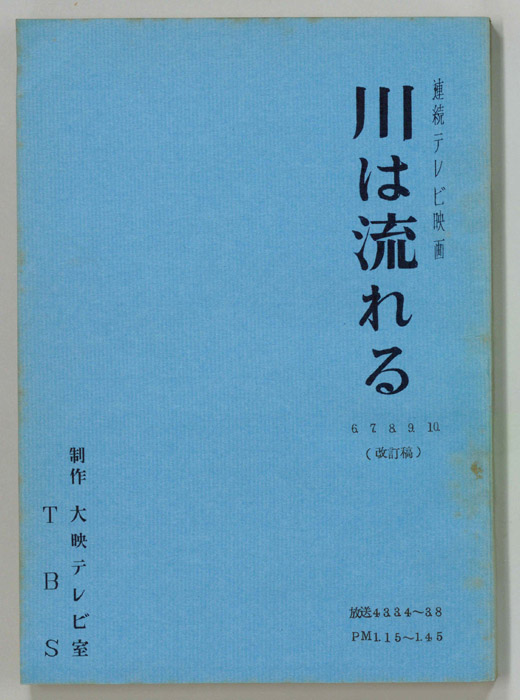 連続テレビ映画
川は流れる
6. 7. 8. 9. 10.
(改訂稿)
放送43.3.4～3.8
PM1.15～1.45
制作 大映テレビ室
TBS